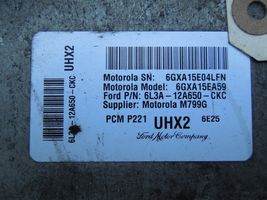 UHX2
6L3A-12A650-CKC
Motorola SN: 6GXA15E04LFN
Motorola Model: 6GXA15EA59
Ford P/N: 6L3A-12A650-CKC
Supplier: Motorola M799G
PCM P221 UHX2 6E25
Ford Motor Company